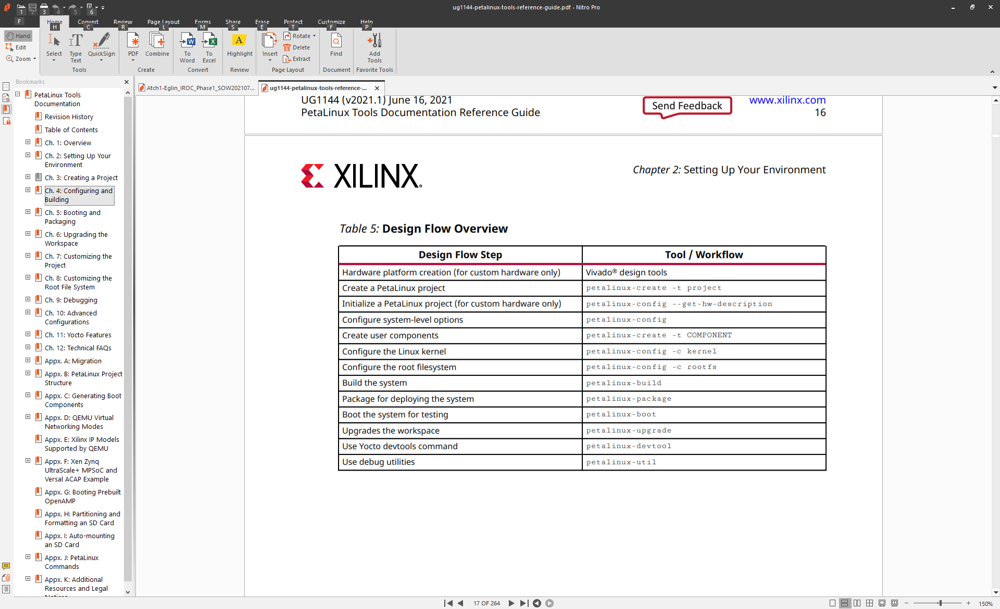 ug1144-petalinux-tools-reference-guide.pdf - Nitro Pro
1 2 3 4 5 6
F
Home Convert Review Page Layout Forms Share Erase Protect Customize Help
H C R L M S E T F P
Hand
Edit
Zoom
Select
Type Text
QuickSign
Tools
PDF
Combine
Create
To Word
To Excel
Convert
Highlight
Review
Insert
Rotate
Delete
Extract
Page Layout
Find
Document
Add Tools
Favorite Tools
Bookmarks
Atch1-Eglin_IROC_Phase1_SOW202107...
ug1144-petalinux-tools-reference-...
PetaLinux Tools
Documentation
Revision History
Table of Contents
Ch. 1: Overview
Ch. 2: Setting Up Your
Environment
Ch. 3: Creating a Project
Ch. 4: Configuring and
Building
Ch. 5: Booting and
Packaging
Ch. 6: Upgrading the
Workspace
Ch. 7: Customizing the
Project
Ch. 8: Customizing the
Root File System
Ch. 9: Debugging
Ch. 10: Advanced
Configurations
Ch. 11: Yocto Features
Ch. 12: Technical FAQs
Appx. A: Migration
Appx. B: PetaLinux Project
Structure
Appx. C: Generating Boot
Components
Appx. D: QEMU Virtual
Networking Modes
Appx. E: Xilinx IP Models
Supported by QEMU
Appx. F: Xen Zynq
UltraScale+ MPSoC and
Versal ACAP Example
Appx. G: Booting Prebuilt
OpenAMP
Appx. H: Partitioning and
Formatting an SD Card
Appx. I: Auto-mounting
an SD Card
Appx. J: PetaLinux
Commands
Appx. K: Additional
Resources and Legal
Notices
UG1144 (v2021.1) June 16, 2021
www.xilinx.com
PetaLinux Tools Documentation Reference Guide
Send Feedback
16
XILINX
Chapter 2: Setting Up Your Environment
Table 5: Design Flow Overview
Design Flow Step Tool / Workflow
Hardware platform creation (for custom hardware only) Vivado® design tools
Create a PetaLinux project petalinux-create -t project
Initialize a PetaLinux project (for custom hardware only) petalinux-config --get-hw-description
Configure system-level options petalinux-config
Create user components petalinux-create -t COMPONENT
Configure the Linux kernel petalinux-config -c kernel
Configure the root filesystem petalinux-config -c rootfs
Build the system petalinux-build
Package for deploying the system petalinux-package
Boot the system for testing petalinux-boot
Upgrades the workspace petalinux-upgrade
Use Yocto devtools command petalinux-devtool
Use debug utilities petalinux-util
17 OF 264
150%